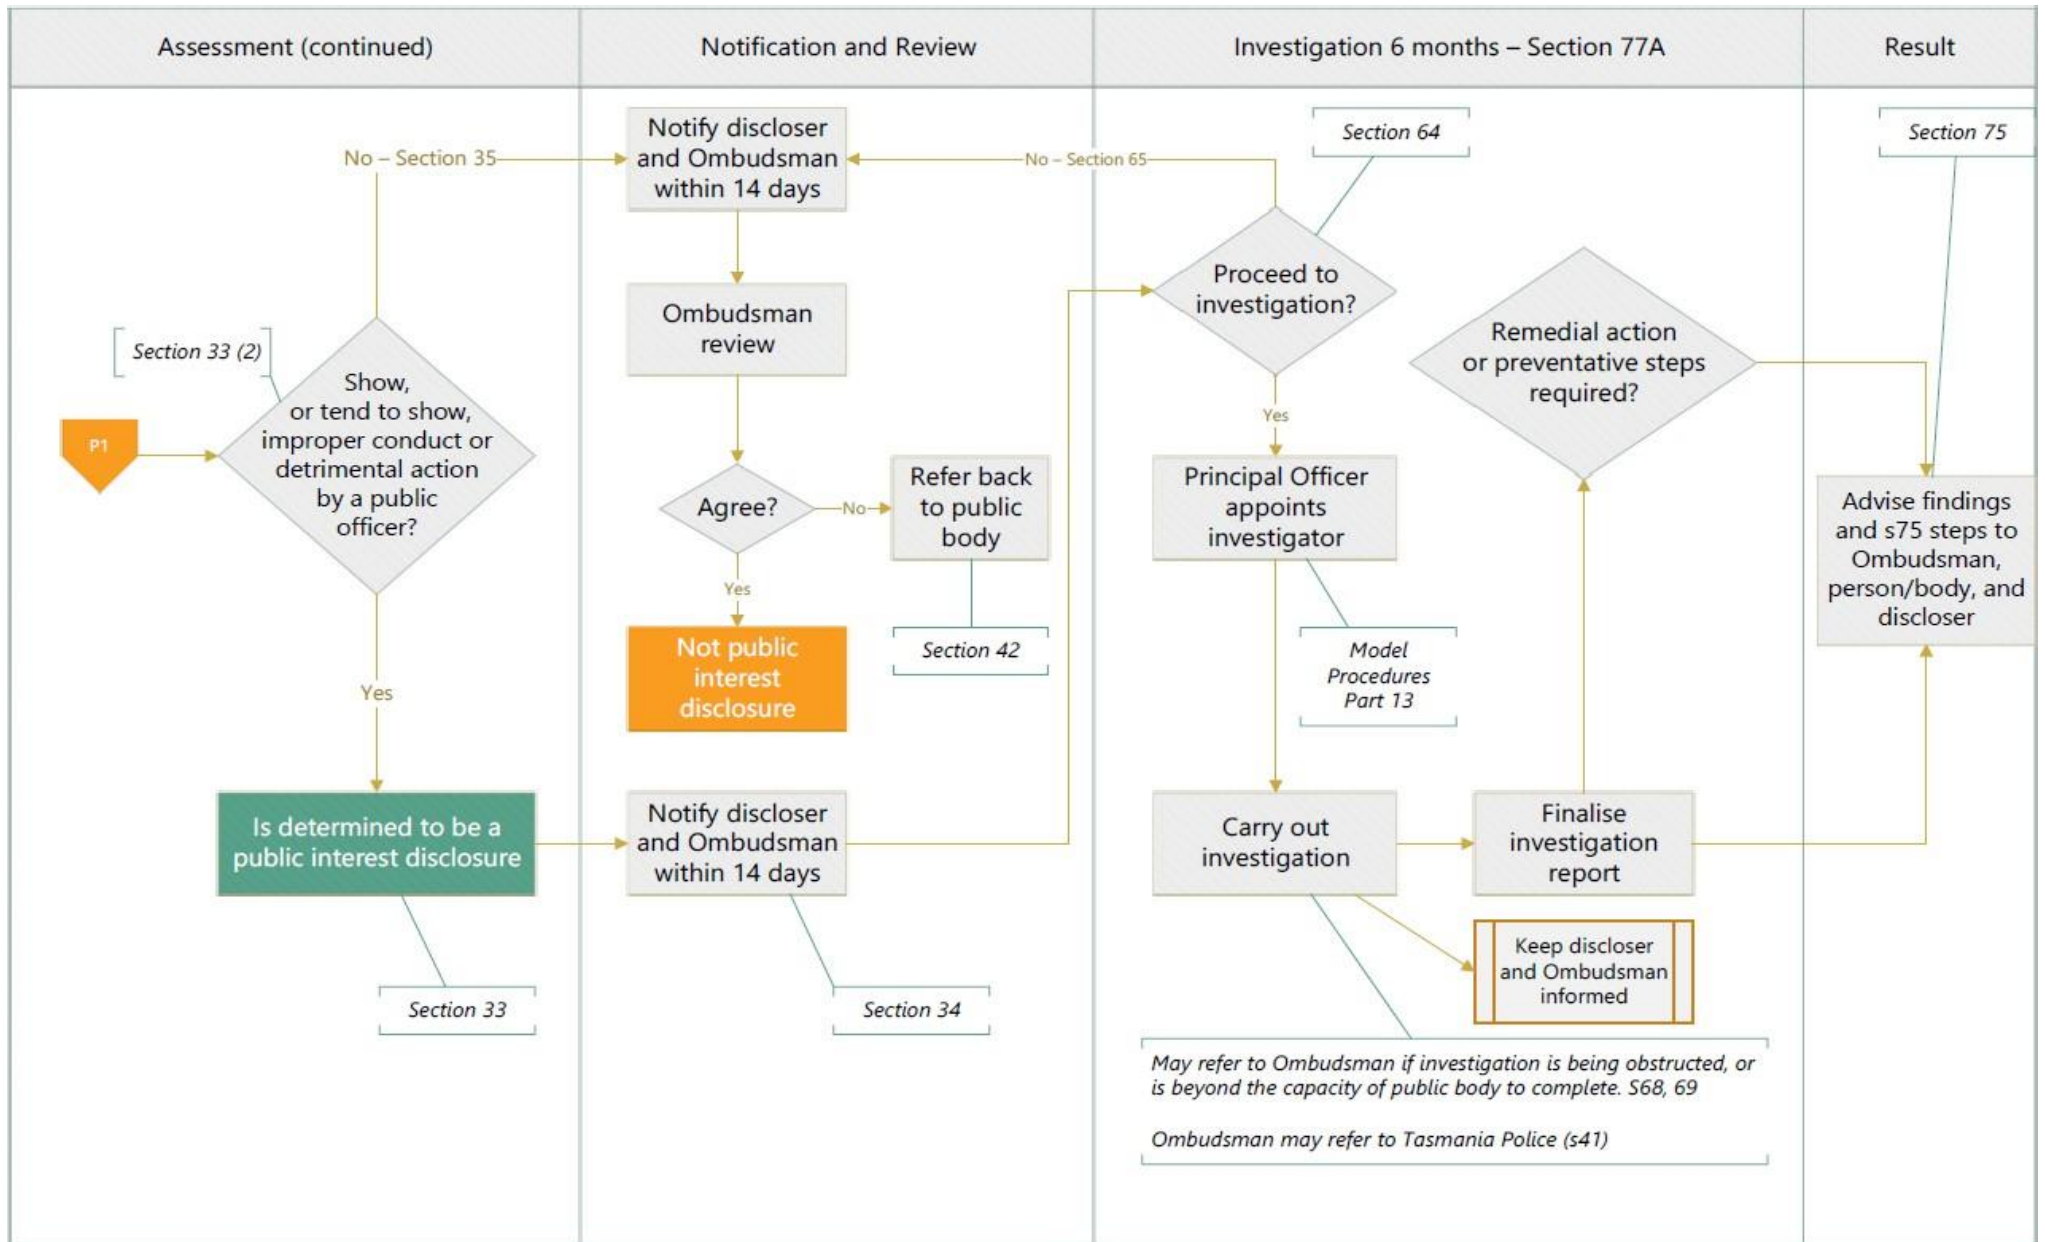 Assessment (continued)
Notification and Review
Investigation 6 months – Section 77A
Result
No – Section 35
Section 33 (2)
P1
Show,
or tend to show,
improper conduct or
detrimental action
by a public
officer?
Yes
Is determined to be a
public interest disclosure
Section 33
Notify discloser
and Ombudsman
within 14 days
Ombudsman
review
Agree?
No
Refer back
to public
body
Section 42
Yes
Not public
interest
disclosure
Notify discloser
and Ombudsman
within 14 days
Section 34
No – Section 65
Section 64
Proceed to
investigation?
Yes
Principal Officer
appoints
investigator
Model
Procedures
Part 13
Carry out
investigation
Finalise
investigation
report
Keep discloser
and Ombudsman
informed
May refer to Ombudsman if investigation is being obstructed, or
is beyond the capacity of public body to complete. S68, 69
Ombudsman may refer to Tasmania Police (s41)
Remedial action
or preventative steps
required?
Section 75
Advise findings
and s75 steps to
Ombudsman,
person/body, and
discloser